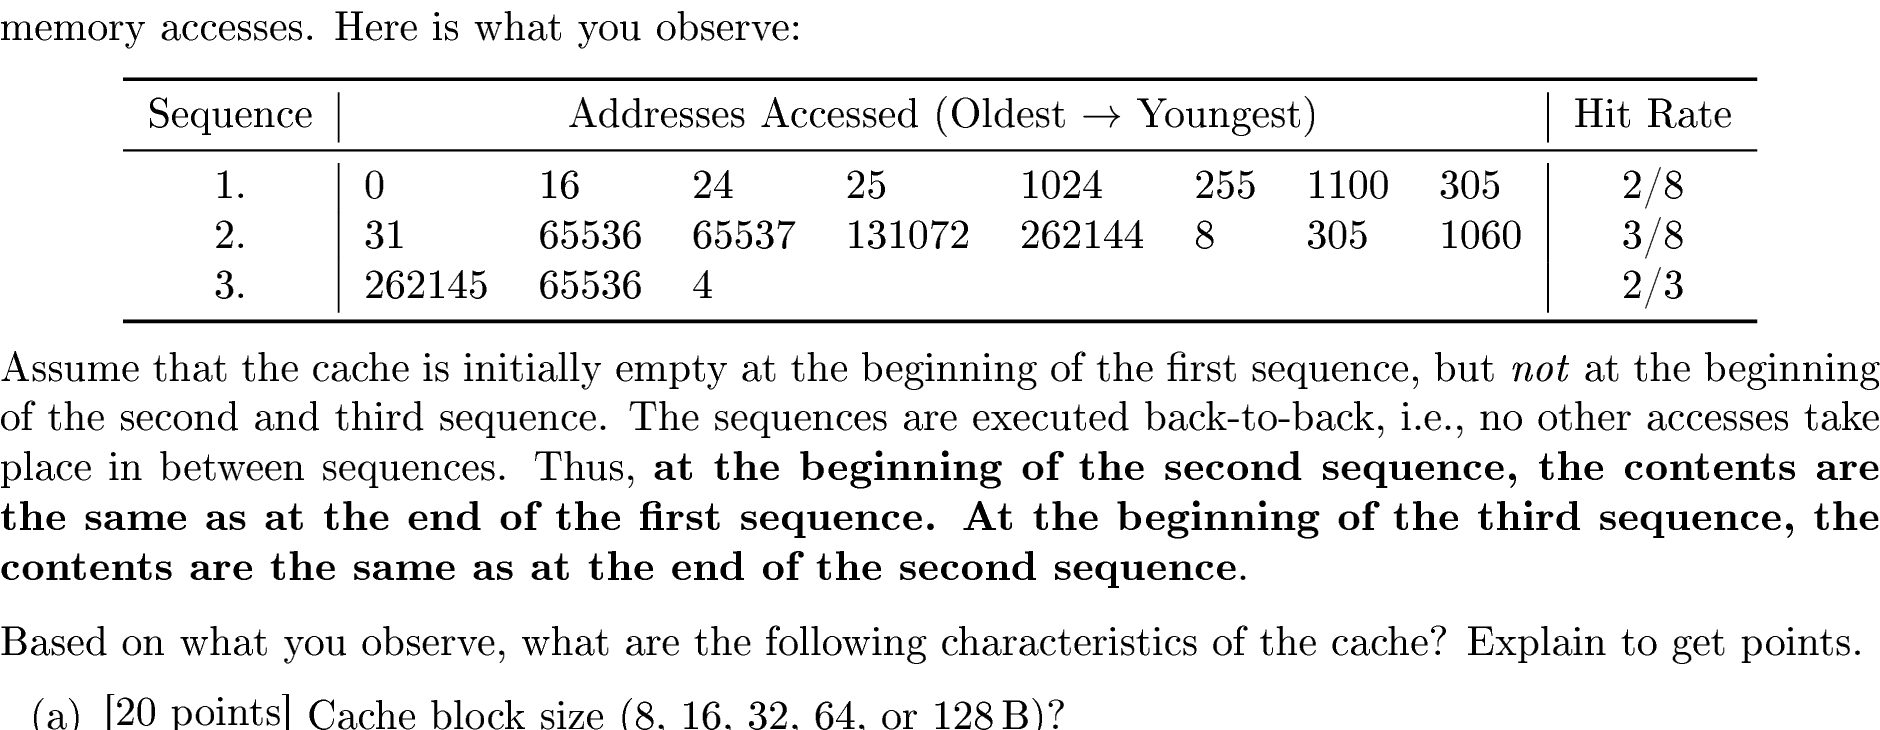 memory accesses. Here is what you observe:
Sequence Addresses Accessed (Oldest → Youngest) Hit Rate
1. 0 16 24 25 1024 255 1100 305 2/8
2. 31 65536 65537 131072 262144 8 305 1060 3/8
3. 262145 65536 4 2/3
Assume that the cache is initially empty at the beginning of the first sequence, but not at the beginning
of the second and third sequence. The sequences are executed back-to-back, i.e., no other accesses take
place in between sequences. Thus, at the beginning of the second sequence, the contents are
the same as at the end of the first sequence. At the beginning of the third sequence, the
contents are the same as at the end of the second sequence.
Based on what you observe, what are the following characteristics of the cache? Explain to get points.
(a) [20 points] Cache block size (8, 16, 32, 64, or 128 B)?